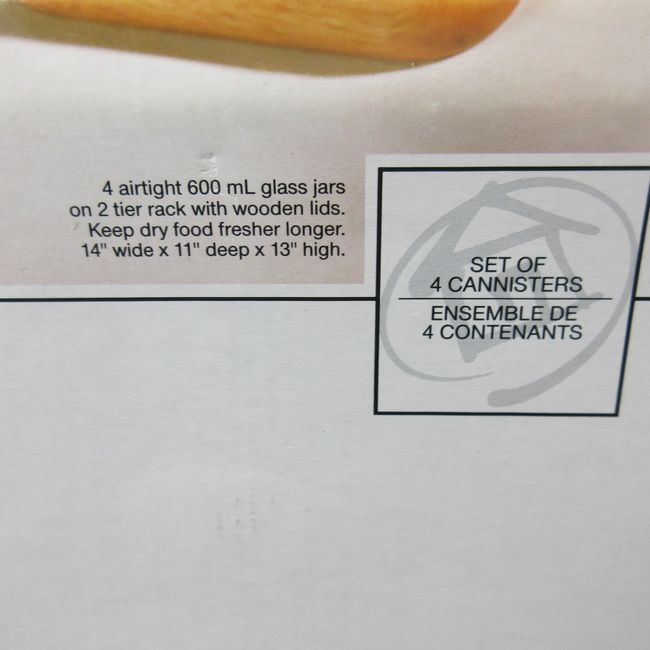 4 airtight 600 mL glass jars
on 2 tier rack with wooden lids.
Keep dry food fresher longer.
14" wide x 11" deep x 13" high.
SET OF
4 CANNISTERS
ENSEMBLE DE
4 CONTENANTS